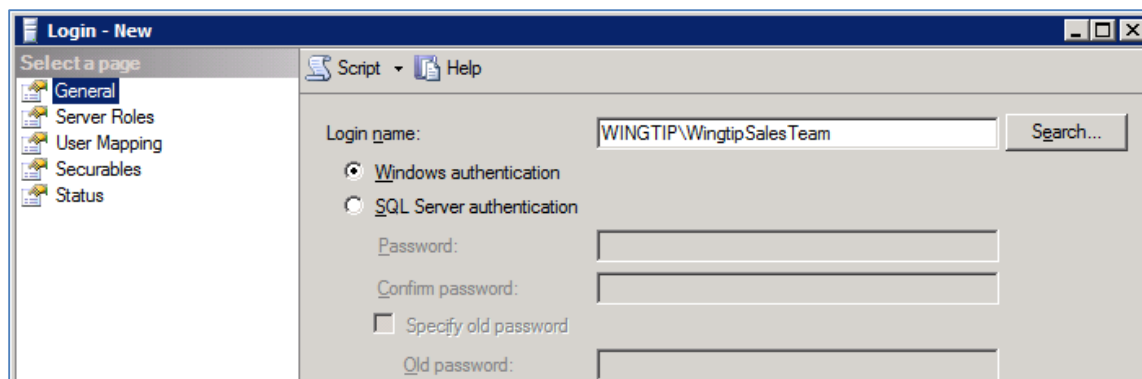 Login - New
Select a page
General
Server Roles
User Mapping
Securables
Status
Script Help
Login name: WINGTIP\WingtipSalesTeam Search...
Windows authentication
SQL Server authentication
Password:
Confirm password:
Specify old password
Old password: